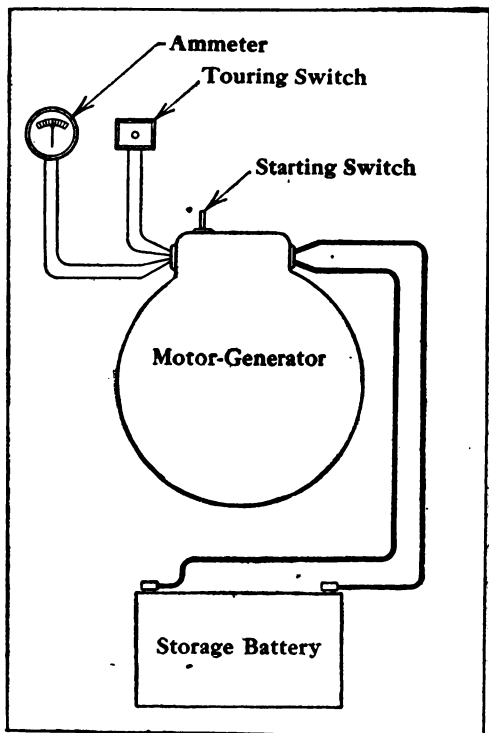 Ammeter
Touring Switch
Starting Switch
Motor-Generator
Storage Battery